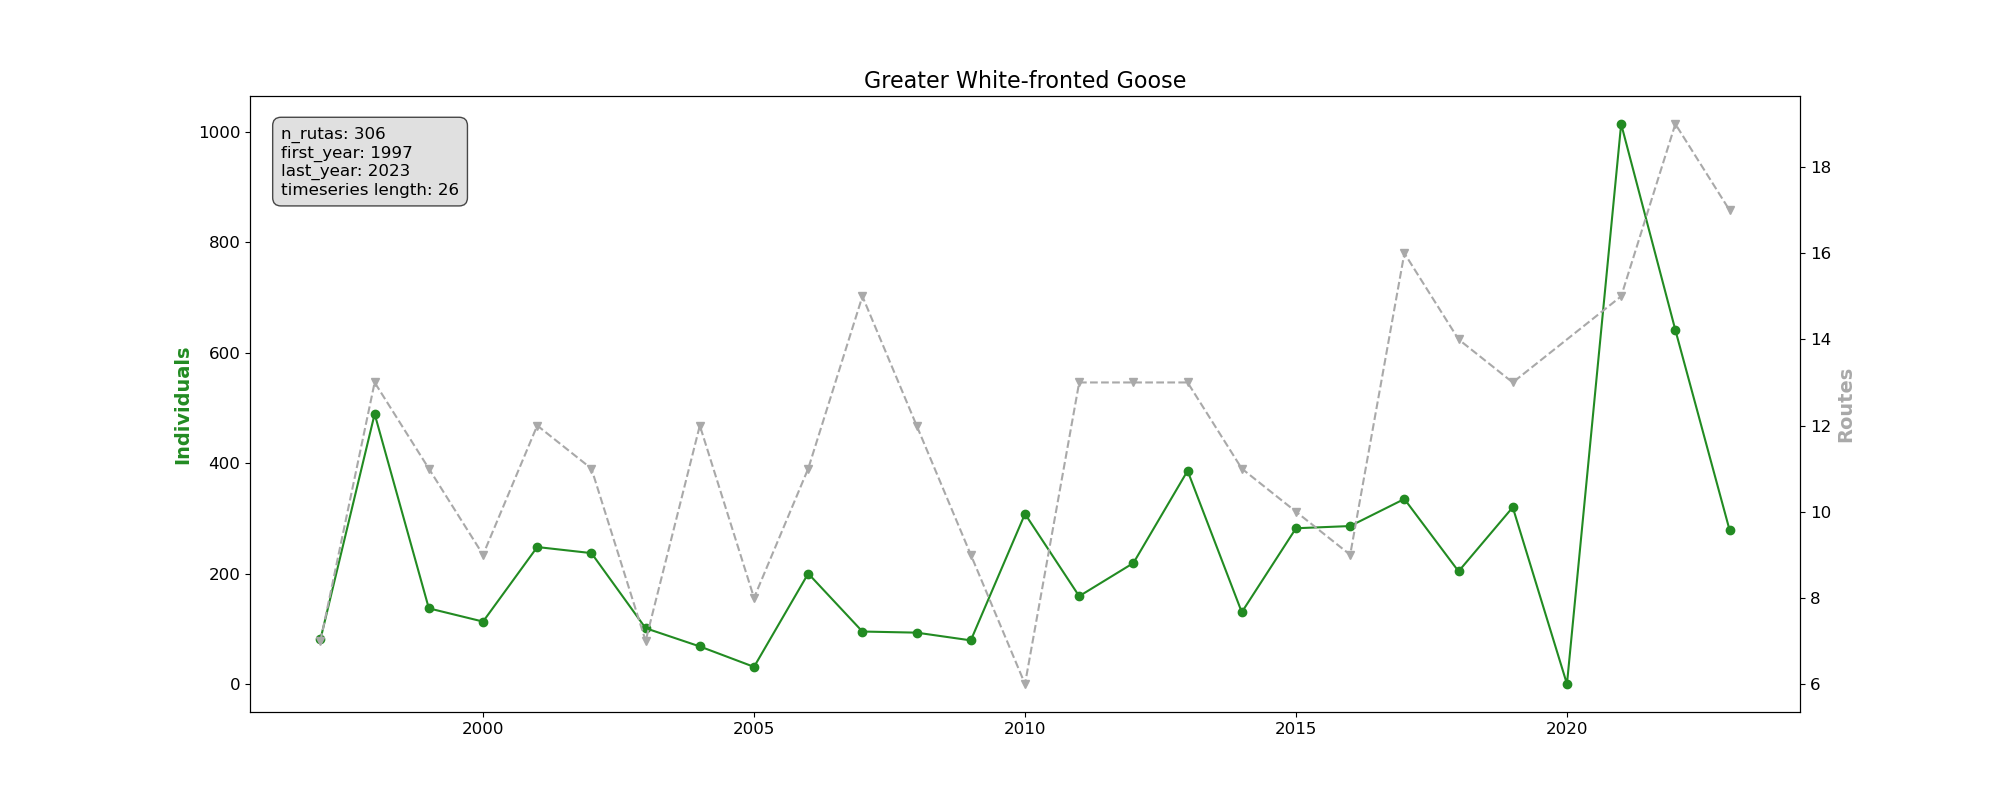 Greater White-fronted Goose
n_rutas: 306
first_year: 1997
last_year: 2023
timeseries length: 26
1000
800
600
400
200
0
Individuals
18
16
14
12
10
8
6
Routes
2000
2005
2010
2015
2020